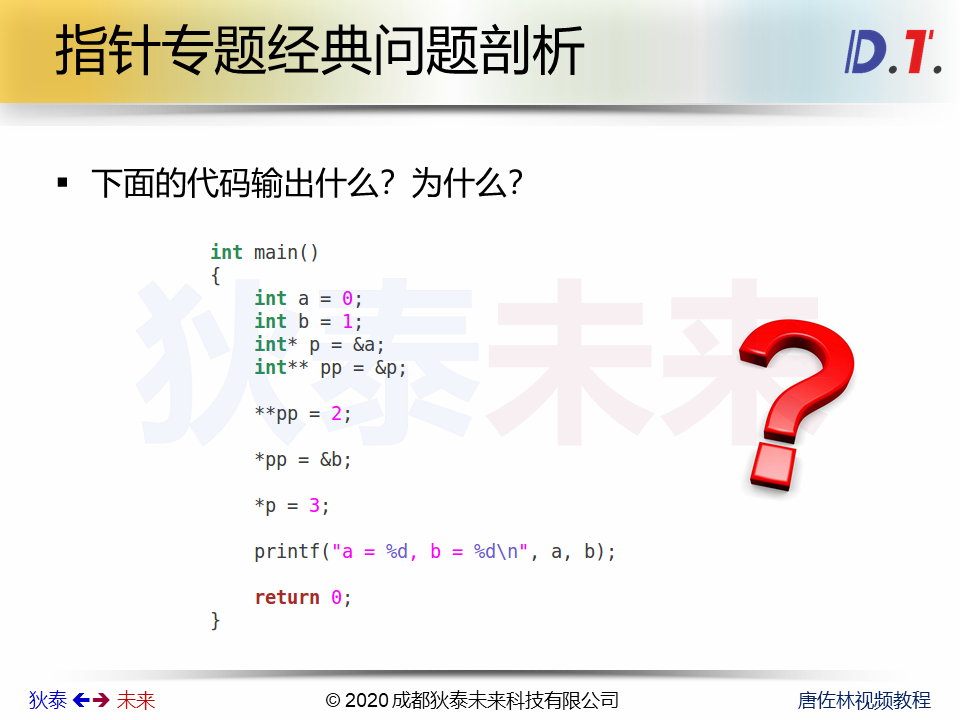 指针专题经典问题剖析
D.T.
▪ 下面的代码输出什么？为什么？
int main()
{
    int a = 0;
    int b = 1;
    int* p = &a;
    int** pp = &p;
    **pp = 2;
    *pp = &b;
    *p = 3;
    printf("a = %d, b = %d\n", a, b);
    return 0;
}
狄泰未来
狄泰 未来
© 2020 成都狄泰未来科技有限公司
唐佐林视频教程